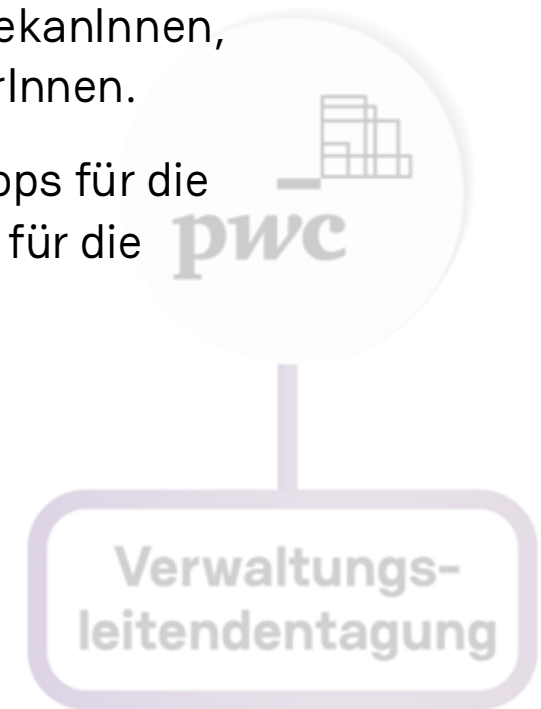 ekanInnen,
rInnen.
ops für die
für die
pwc
Verwaltungs-
leitendentagung